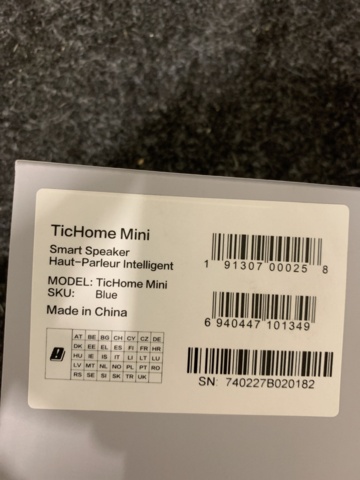 TicHome Mini
Smart Speaker
Haut-Parleur Intelligent
MODEL: TicHome Mini
SKU: Blue
Made in China
AT BE BG CH CY CZ DE
DK EE EL ES FI FR HR
HU IE IS IT LI LT LU
LV MT NL NO PL PT RO
RS SE SI SK TR UK
1 91307 00025 8
6 940447 101349
SN: 740227B020182